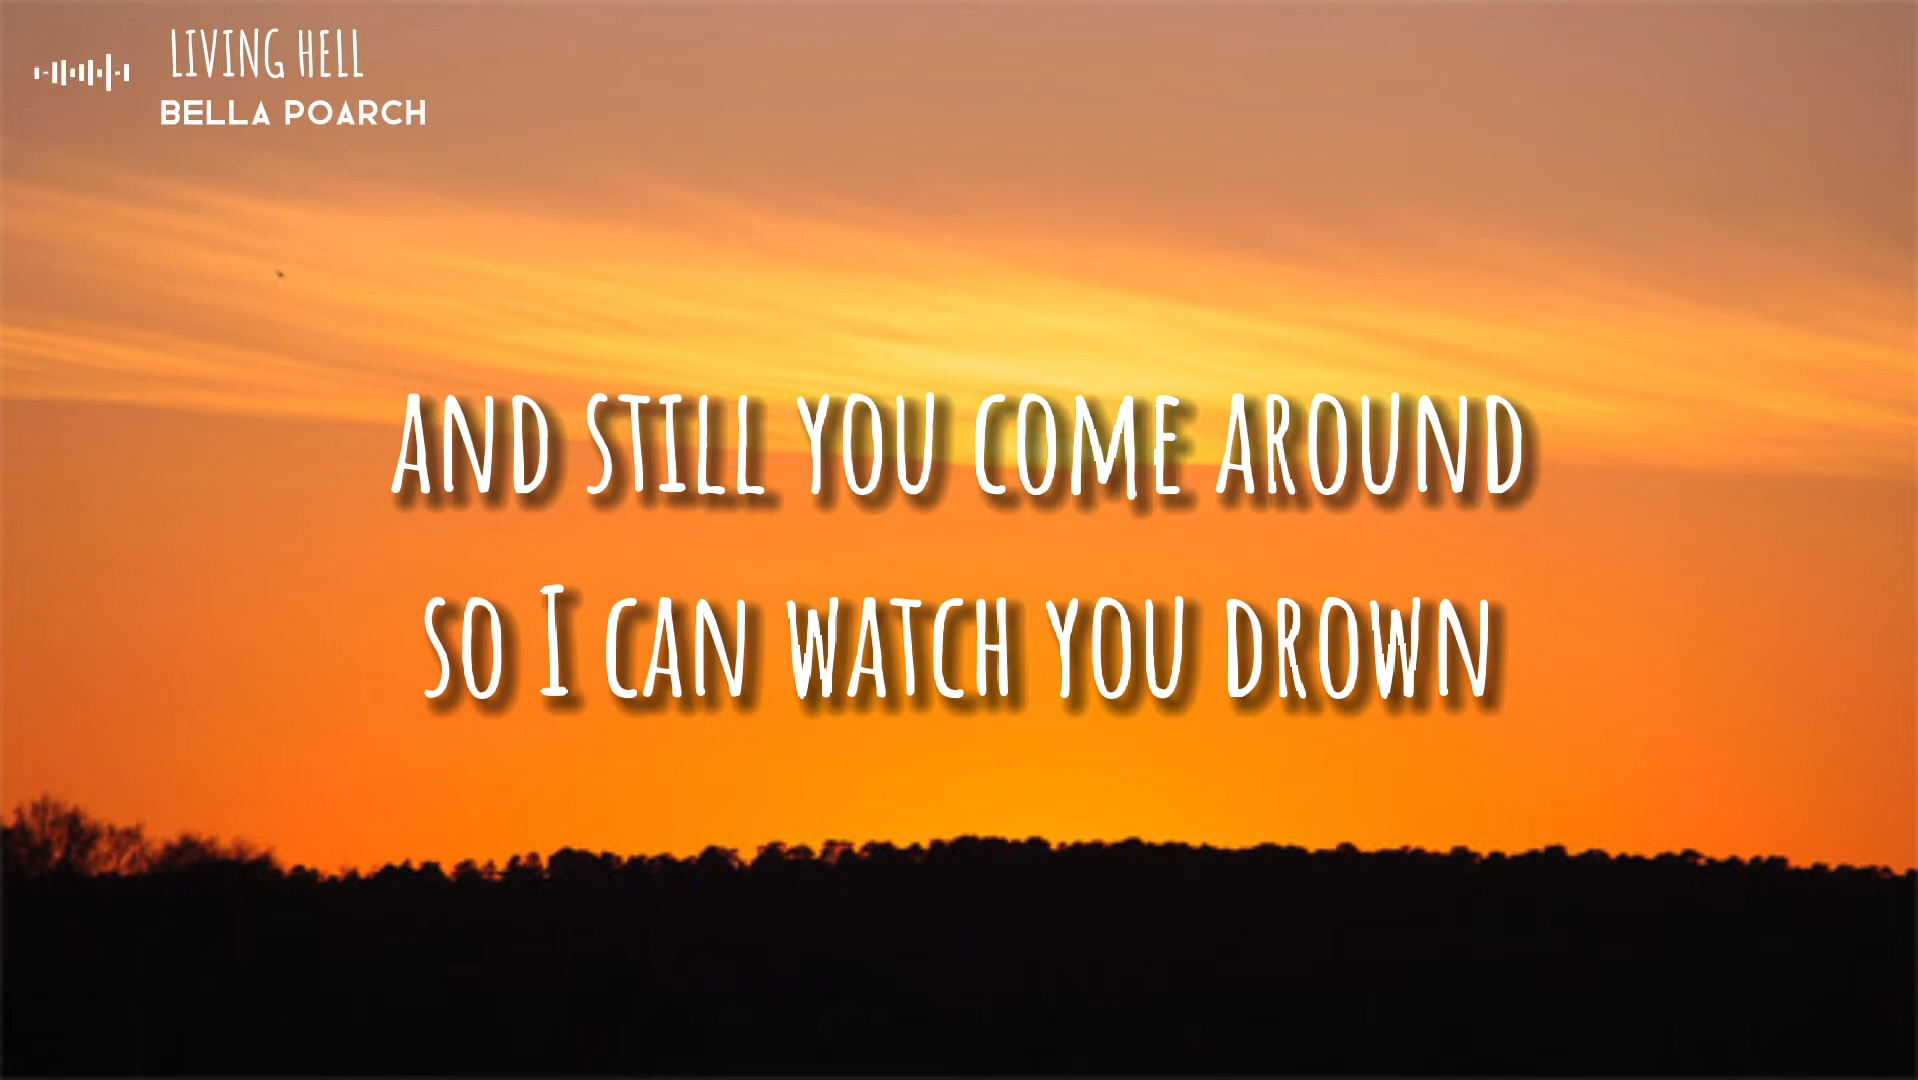 LIVING HELL
BELLA POARCH
AND STILL YOU COME AROUND
SO I CAN WATCH YOU DROWN